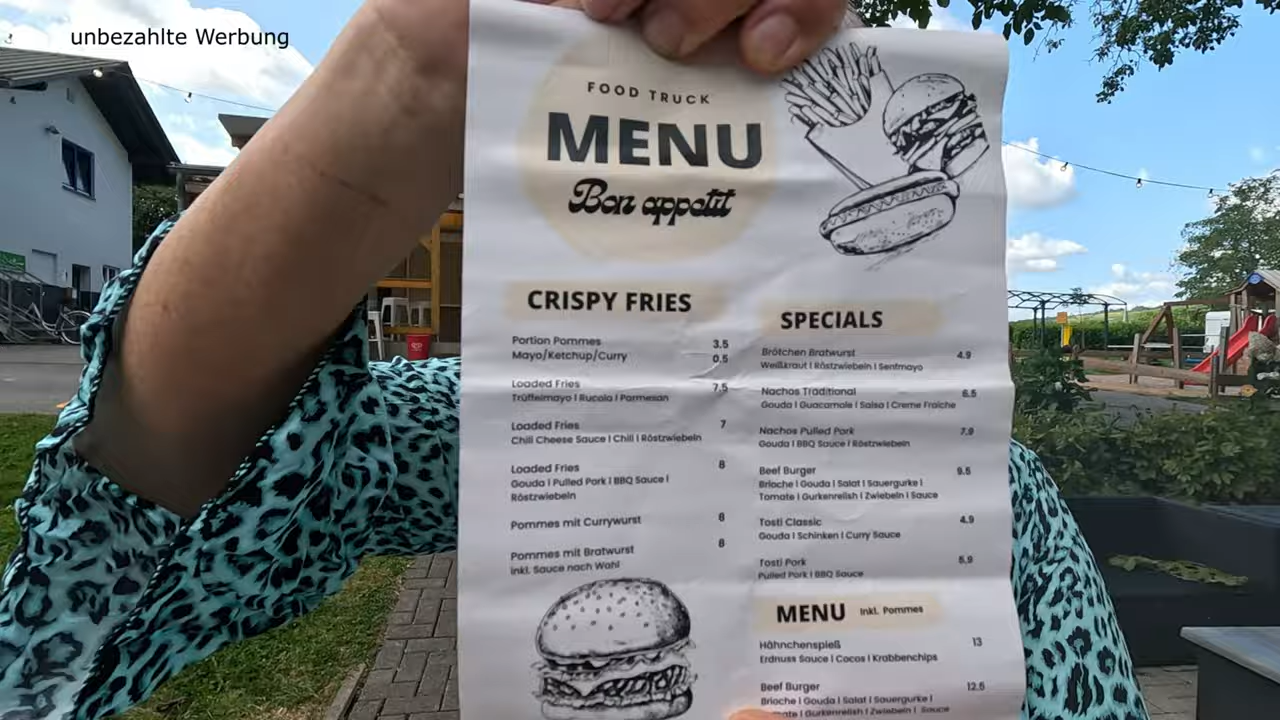 unbezahlte Werbung
FOOD TRUCK
MENU
Bon appetit
CRISPY FRIES
Portion Pommes 3.5
Mayo/Ketchup/Curry 0.5
Loaded Fries 7.5
Trüffelmayo | Rucola | Parmesan
Loaded Fries 7
Chili Cheese Sauce | Chili | Röstzwiebeln
Loaded Fries 8
Gouda | Pulled Pork | BBQ Sauce |
Röstzwiebeln
Pommes mit Currywurst 6
Pommes mit Bratwurst 8
inkl. Sauce nach Wahl
SPECIALS
Brötchen Bratwurst 4.9
Weißkraut | Röstzwiebeln | Senfmayo
Nachos Traditional 6.5
Gouda | Guacamole | Salsa | Creme Fraiche
Nachos Pulled Pork 7.9
Gouda | BBQ Sauce | Röstzwiebeln
Beef Burger 9.5
Brioche | Gouda | Salat | Sauergurke |
Tomate | Gurkenrelish | Zwiebeln | Sauce
Tosti Classic 4.9
Gouda | Schinken | Curry Sauce
Tosti Pork 5.9
Pulled Pork | BBQ Sauce
MENU inkl. Pommes
Hähnchenspieß 13
Erdnuss Sauce | Cocos | Krabbenchips
Beef Burger 12.5
Brioche | Gouda | Salat | Sauergurke |
Gurkenrelish | Zwiebeln | Sauce